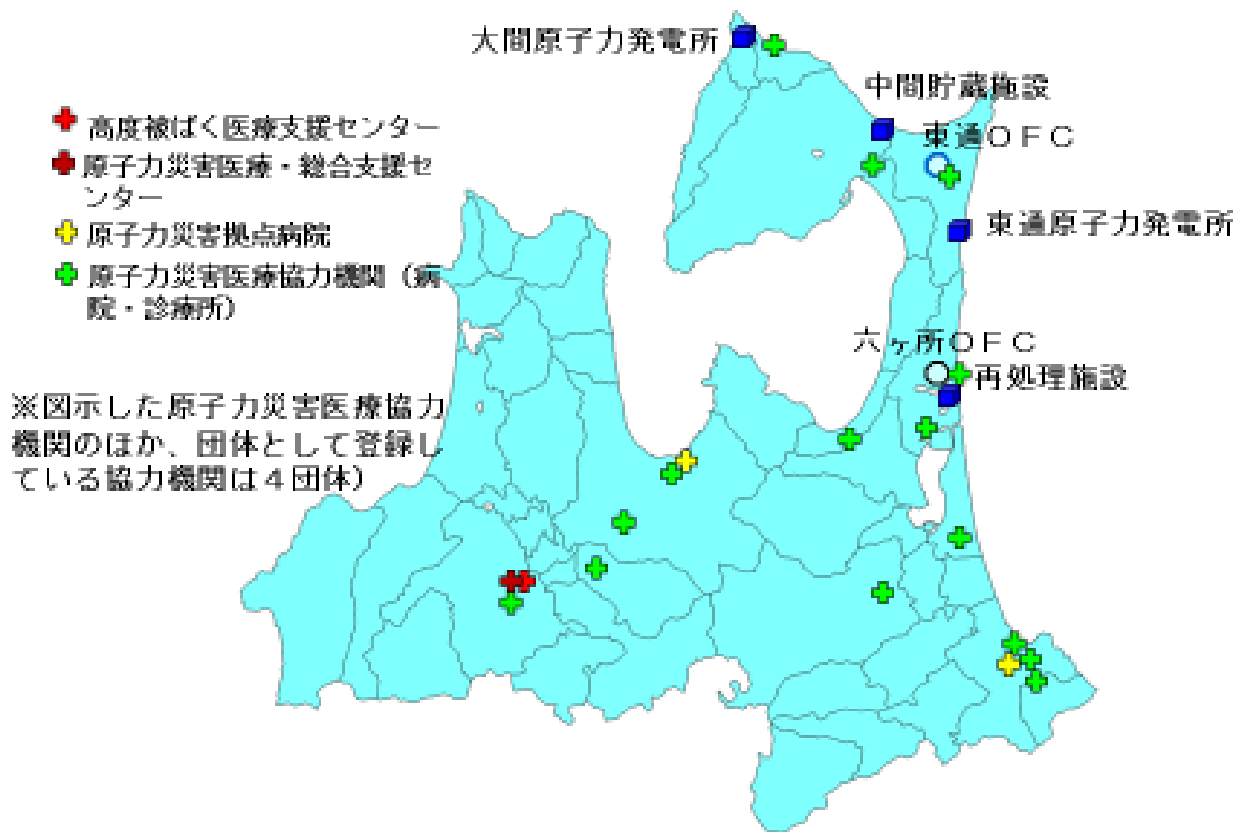 大間原子力発電所
中間貯蔵施設
東通OFC
東通原子力発電所
六ヶ所OFC
再処理施設
高度被ばく医療支援センター
原子力災害医療・総合支援セ
ンター
原子力災害拠点病院
原子力災害医療協力機関（病
院・診療所）
※図示した原子力災害医療協力
機関のほか、団体として登録し
ている協力機関は４団体）